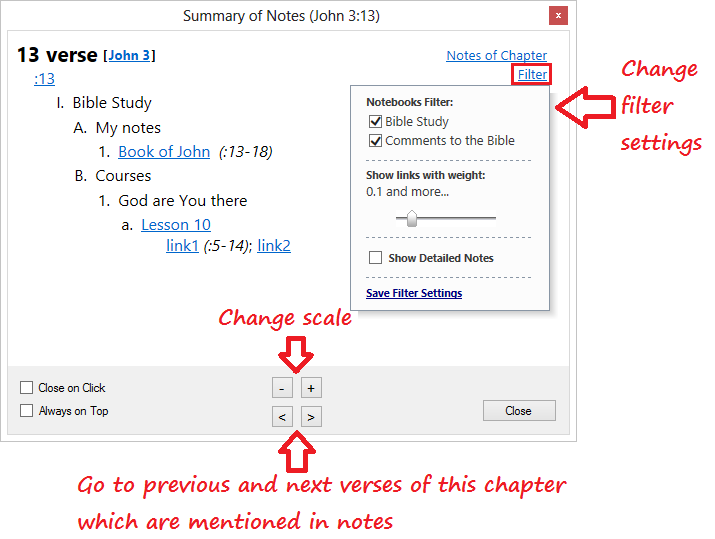 Summary of Notes (John 3:13)
x
13 verse [John 3]
Notes of Chapter
:13
Filter
I. Bible Study
A. My notes
1. Book of John (:13-18)
B. Courses
1. God are You there
a. Lesson 10
link1 (:5-14); link2
Notebooks Filter:
Bible Study
Comments to the Bible
Show links with weight:
0.1 and more...
Show Detailed Notes
Save Filter Settings
Change
filter
settings
Change scale
Close on Click
- +
Always on Top
< >
Close
Go to previous and next verses of this chapter
which are mentioned in notes